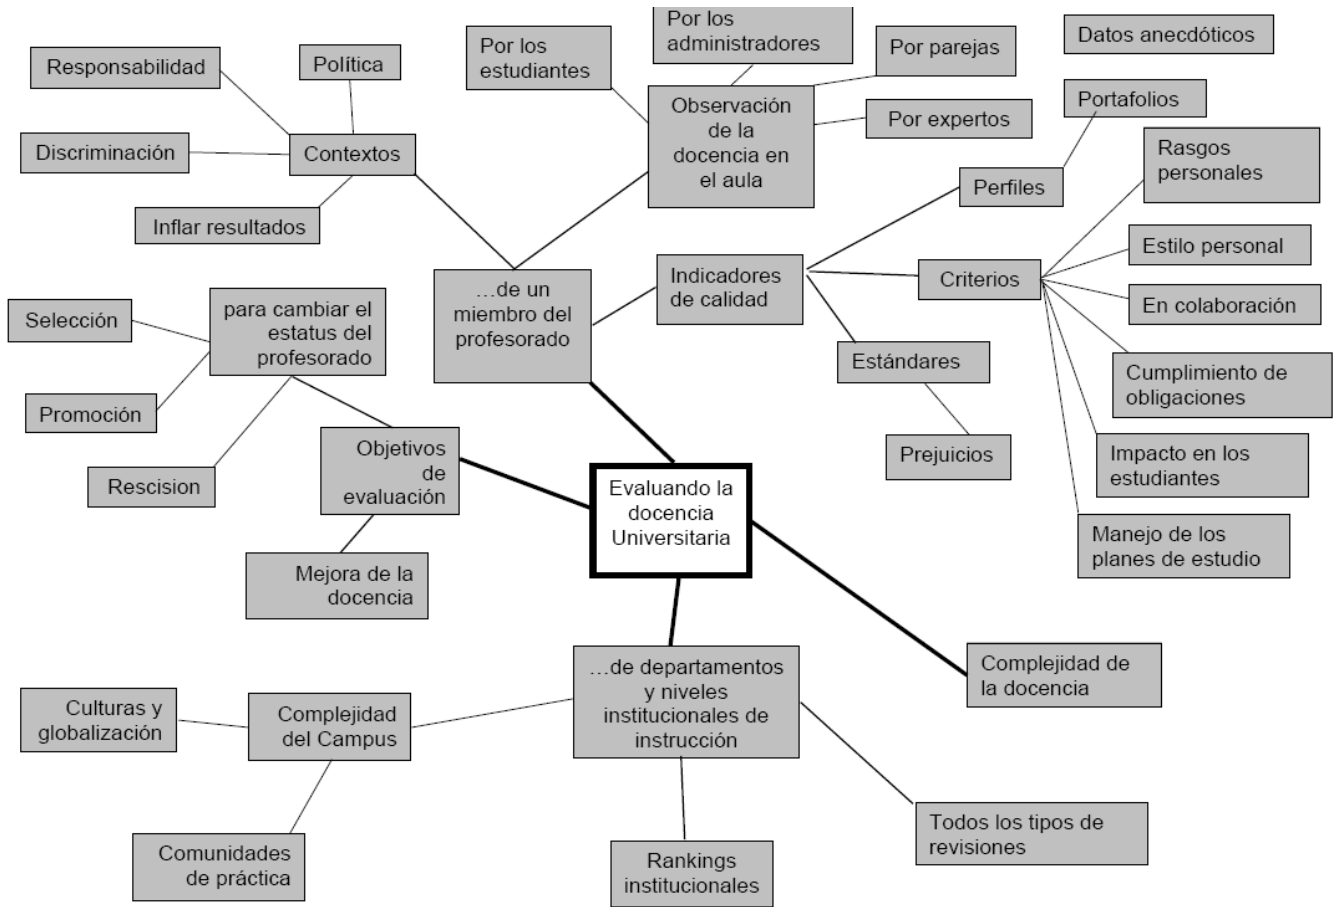 Por los
administradores
Por los
estudiantes
Por parejas
Datos anecdóticos
Responsabilidad
Política
Observación
de la
docencia en
el aula
Portafolios
Por expertos
Discriminación
Contextos
Rasgos
personales
Perfiles
Inflar resultados
Estilo personal
…de un
miembro del
profesorado
Indicadores
de calidad
Criterios
En colaboración
Selección
para cambiar el
estatus del
profesorado
Estándares
Cumplimiento de
obligaciones
Promoción
Objetivos
de
evaluación
Prejuicios
Impacto en los
estudiantes
Rescision
Evaluando la
docencia
Universitaria
Manejo de los
planes de estudio
Mejora de la
docencia
…de departamentos
y niveles
institucionales de
instrucción
Complejidad de
la docencia
Culturas y
globalización
Complejidad
del Campus
Todos los tipos de
revisiones
Comunidades
de práctica
Rankings
institucionales